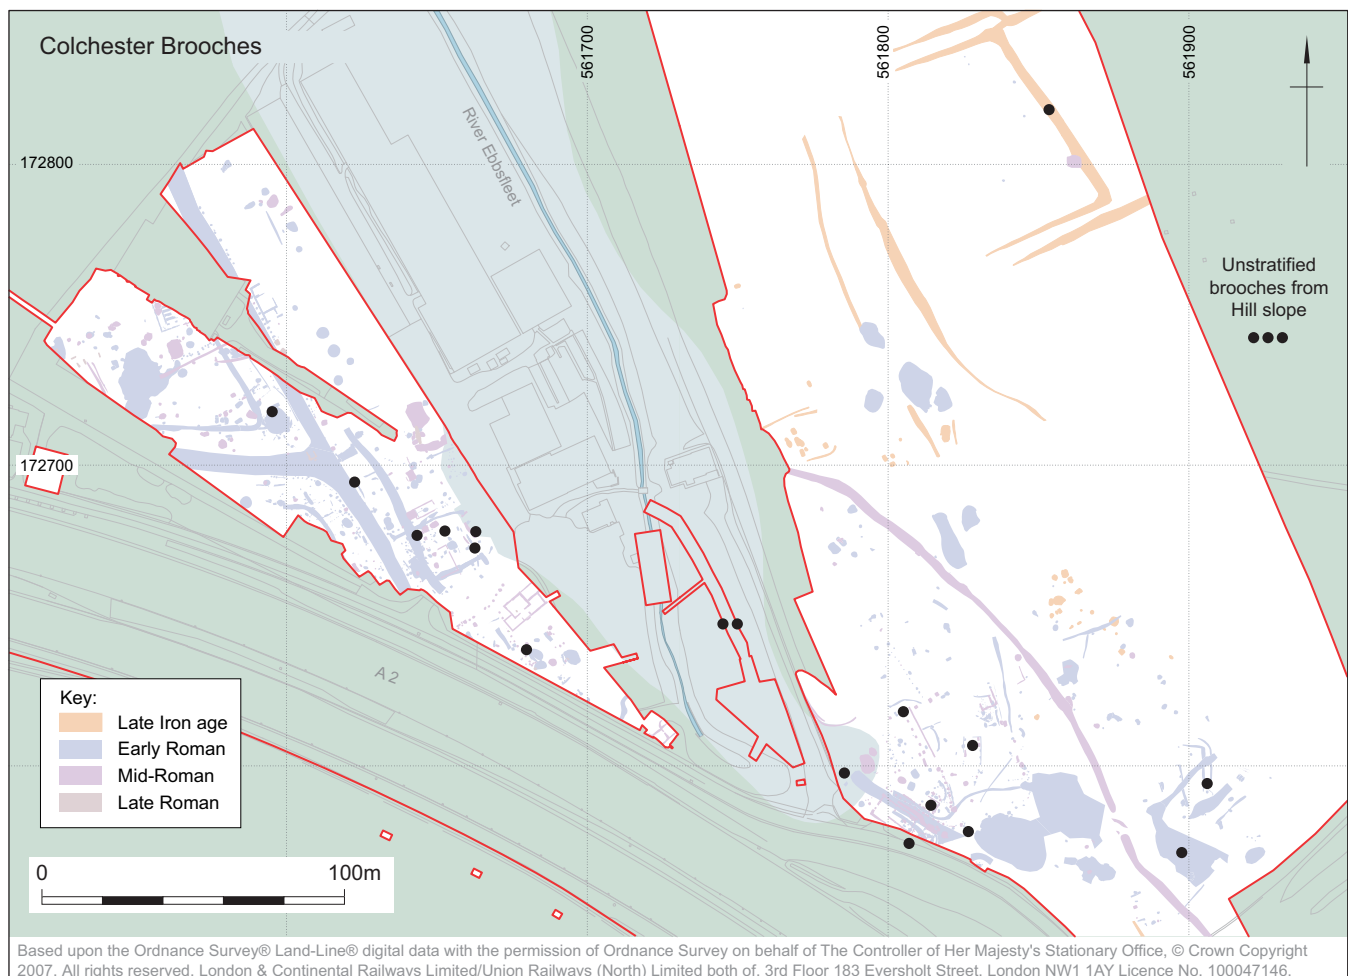 Colchester Brooches
561700
561800
561900
River Ebbsfleet
172800
Unstratified
brooches from
Hill slope
172700
A 2
Key:
Late Iron age
Early Roman
Mid-Roman
Late Roman
0 100m
Based upon the Ordnance Survey® Land-Line® digital data with the permission of Ordnance Survey on behalf of The Controller of Her Majesty's Stationary Office, © Crown Copyright
2007. All rights reserved. London & Continental Railways Limited/Union Railways (North) Limited both of. 3rd Floor 183 Eversholt Street. London NW1 1AY Licence No. 100047146.